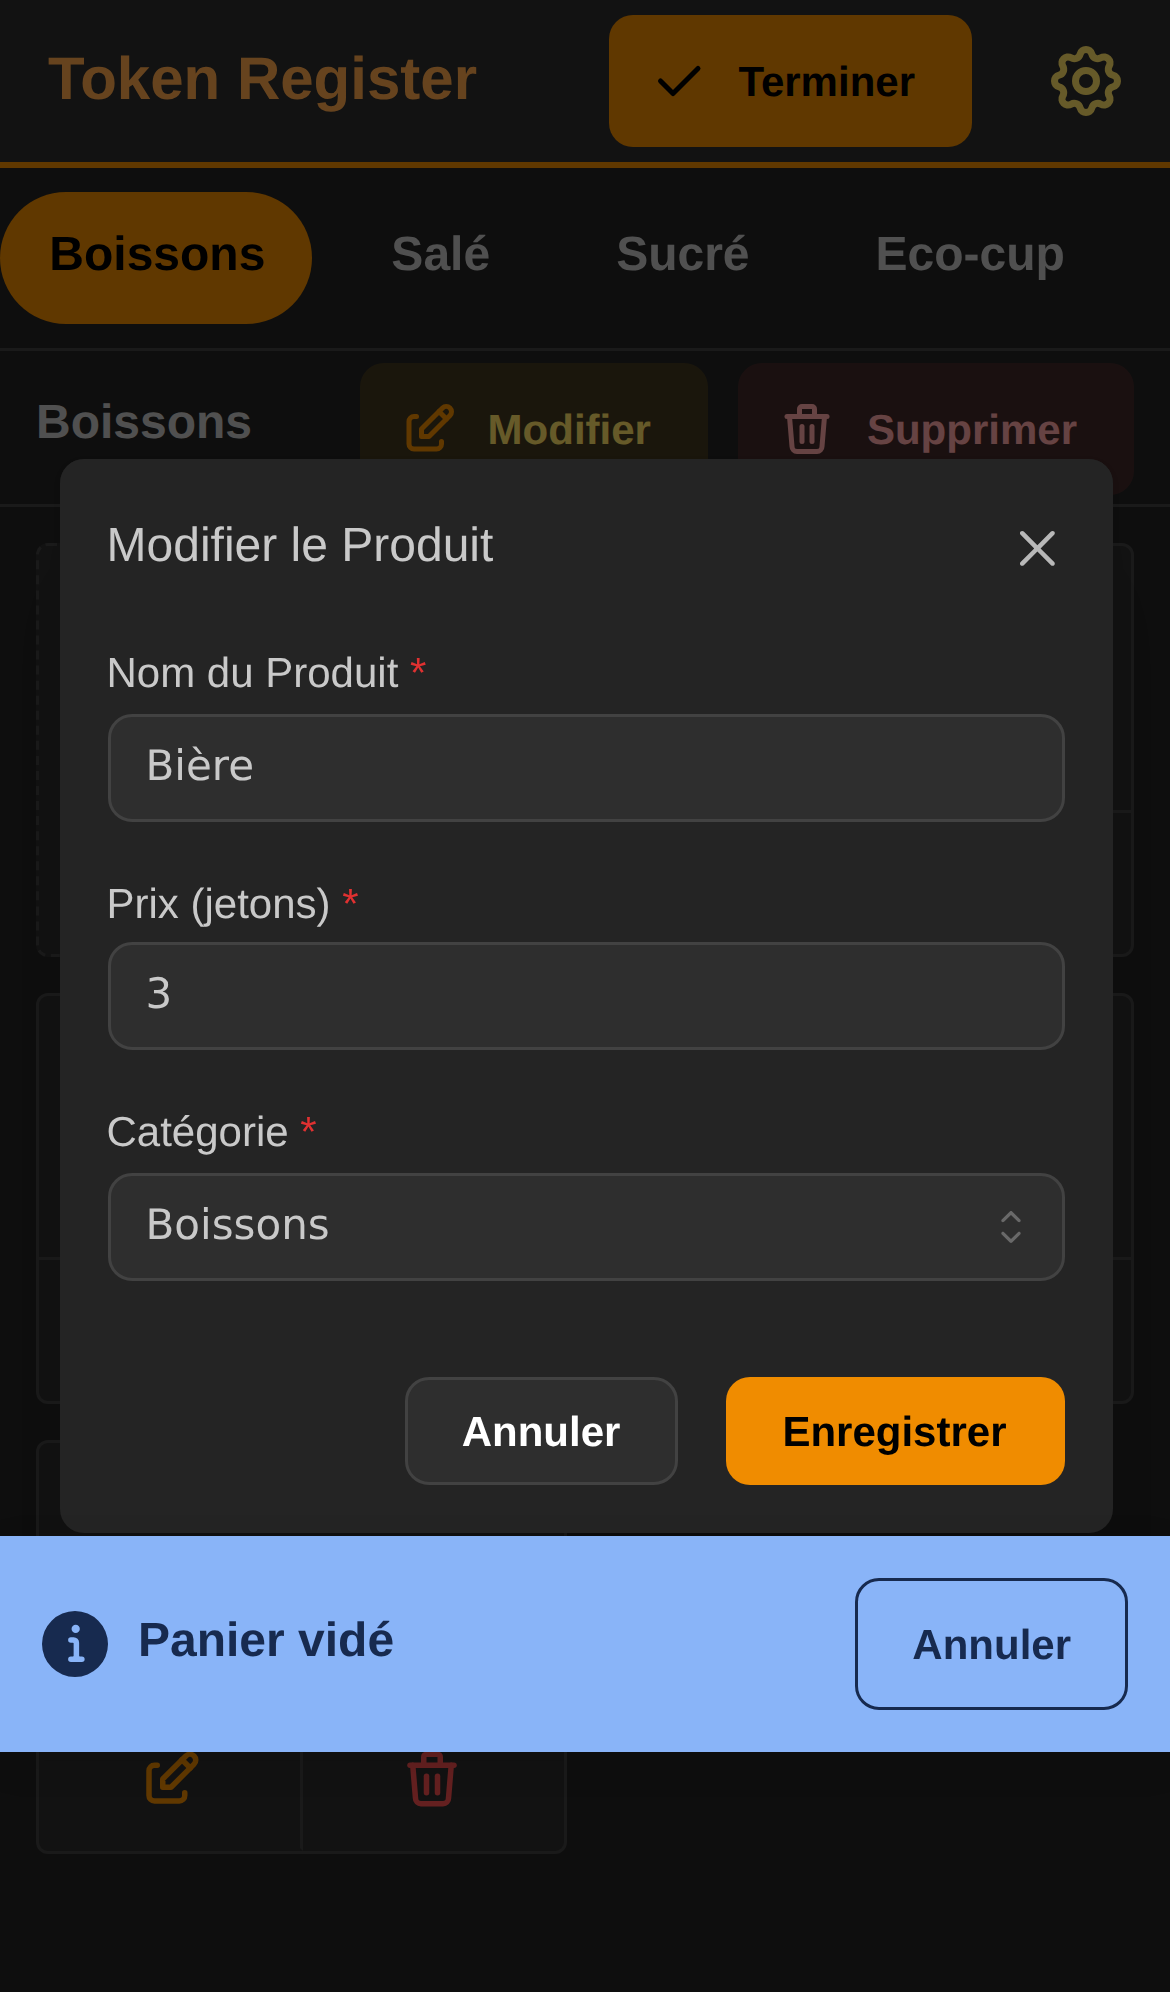 Token Register
Terminer
Boissons
Salé
Sucré
Eco-cup
Boissons
Modifier
Supprimer
Modifier le Produit
Nom du Produit *
Bière
Prix (jetons) *
3
Catégorie *
Boissons
Annuler
Enregistrer
Panier vidé
Annuler